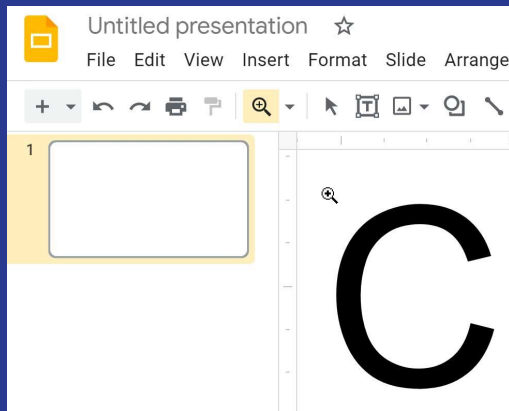 Untitled presentation
File Edit View Insert Format Slide Arrange
1
C